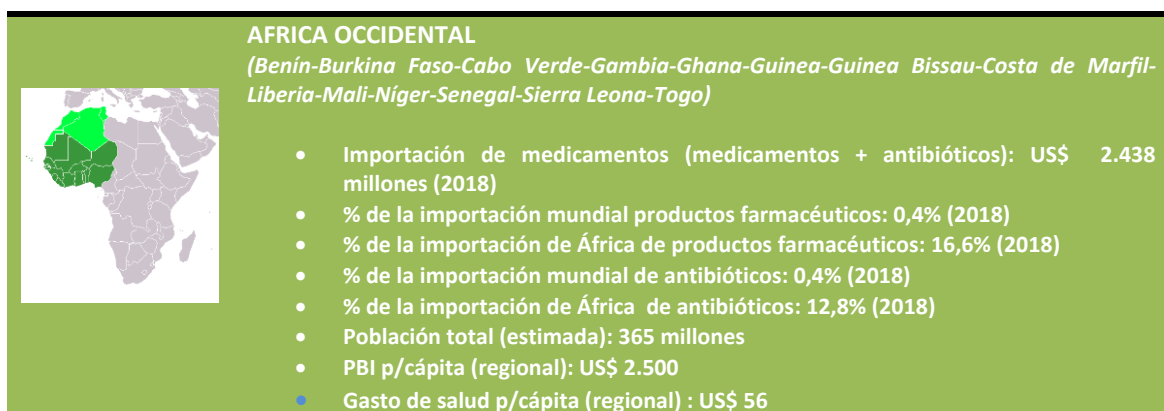 AFRICA OCCIDENTAL
(Benín-Burkina Faso-Cabo Verde-Gambia-Ghana-Guinea-Guinea Bissau-Costa de Marfil-
Liberia-Mali-Níger-Senegal-Sierra Leona-Togo)
• Importación de medicamentos (medicamentos + antibióticos): US$ 2.438
millones (2018)
• % de la importación mundial productos farmacéuticos: 0,4% (2018)
• % de la importación de África de productos farmacéuticos: 16,6% (2018)
• % de la importación mundial de antibióticos: 0,4% (2018)
• % de la importación de África de antibióticos: 12,8% (2018)
• Población total (estimada): 365 millones
• PBI p/cápita (regional): US$ 2.500
• Gasto de salud p/cápita (regional) : US$ 56